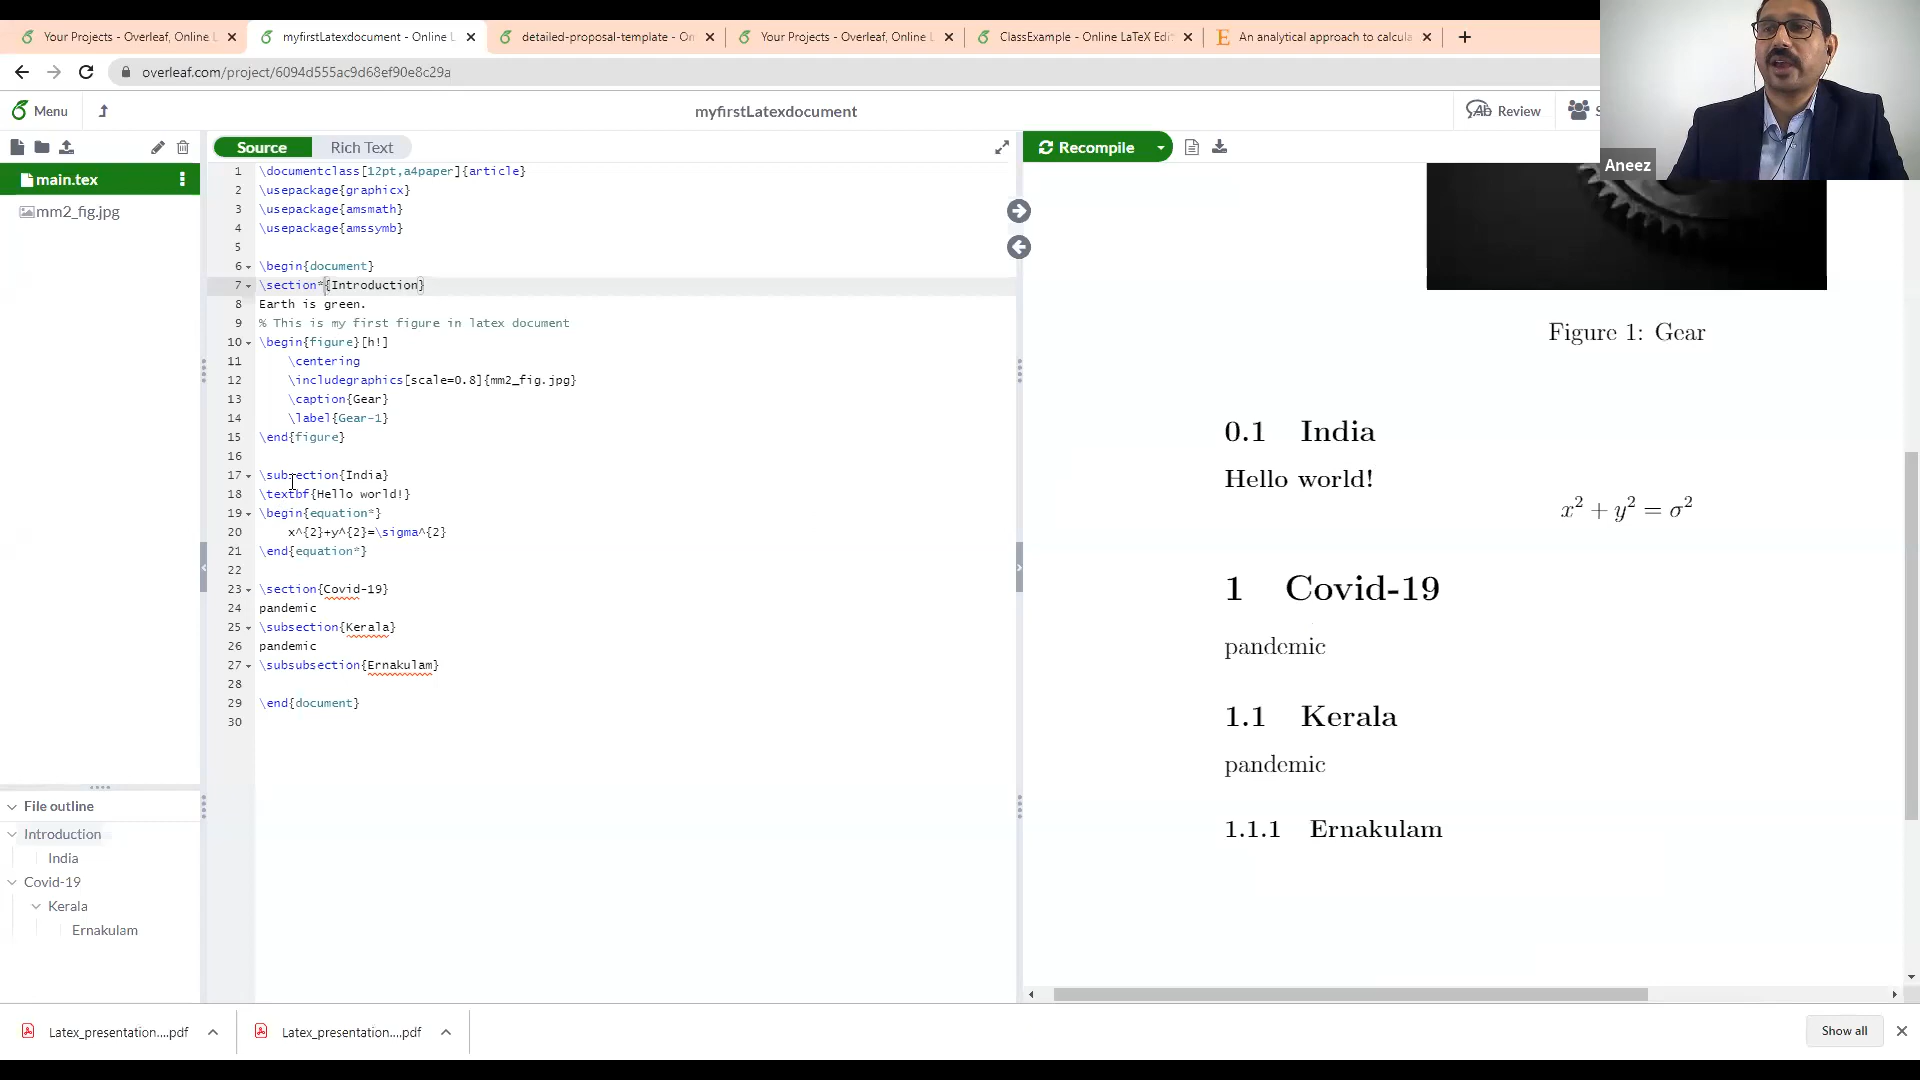 Your Projects - Overleaf, Online L
myfirstLatexdocument - Online L
detailed-proposal-template - On
Your Projects - Overleaf, Online L
ClassExample - Online LaTeX Edi
An analytical approach to calcula
overleaf.com/project/6094d555ac9d68ef90e8c29a
Menu
myfirstLatexdocument
Review
S
Source
Rich Text
Recompile
Aneez
main.tex
mm2_fig.jpg
1 \documentclass[12pt,a4paper]{article}
2 \usepackage{graphicx}
3 \usepackage{amsmath}
4 \usepackage{amssymb}
5
6 \begin{document}
7 \section*{Introduction}
8 Earth is green.
9 % This is my first figure in latex document
10 \begin{figure}[h!]
11 \centering
12 \includegraphics[scale=0.8]{mm2_fig.jpg}
13 \caption{Gear}
14 \label{Gear-1}
15 \end{figure}
16
17 \subsection{India}
18 \textbf{Hello world!}
19 \begin{equation*}
20 x^{2}+y^{2}=\sigma^{2}
21 \end{equation*}
22
23 \section{Covid-19}
24 pandemic
25 \subsection{Kerala}
26 pandemic
27 \subsubsection{Ernakulam}
28
29 \end{document}
30
Figure 1: Gear
0.1 India
Hello world!
x² + y² = σ²
1 Covid-19
pandemic
1.1 Kerala
pandemic
1.1.1 Ernakulam
File outline
Introduction
India
Covid-19
Kerala
Ernakulam
Latex_presentation....pdf
Latex_presentation....pdf
Show all